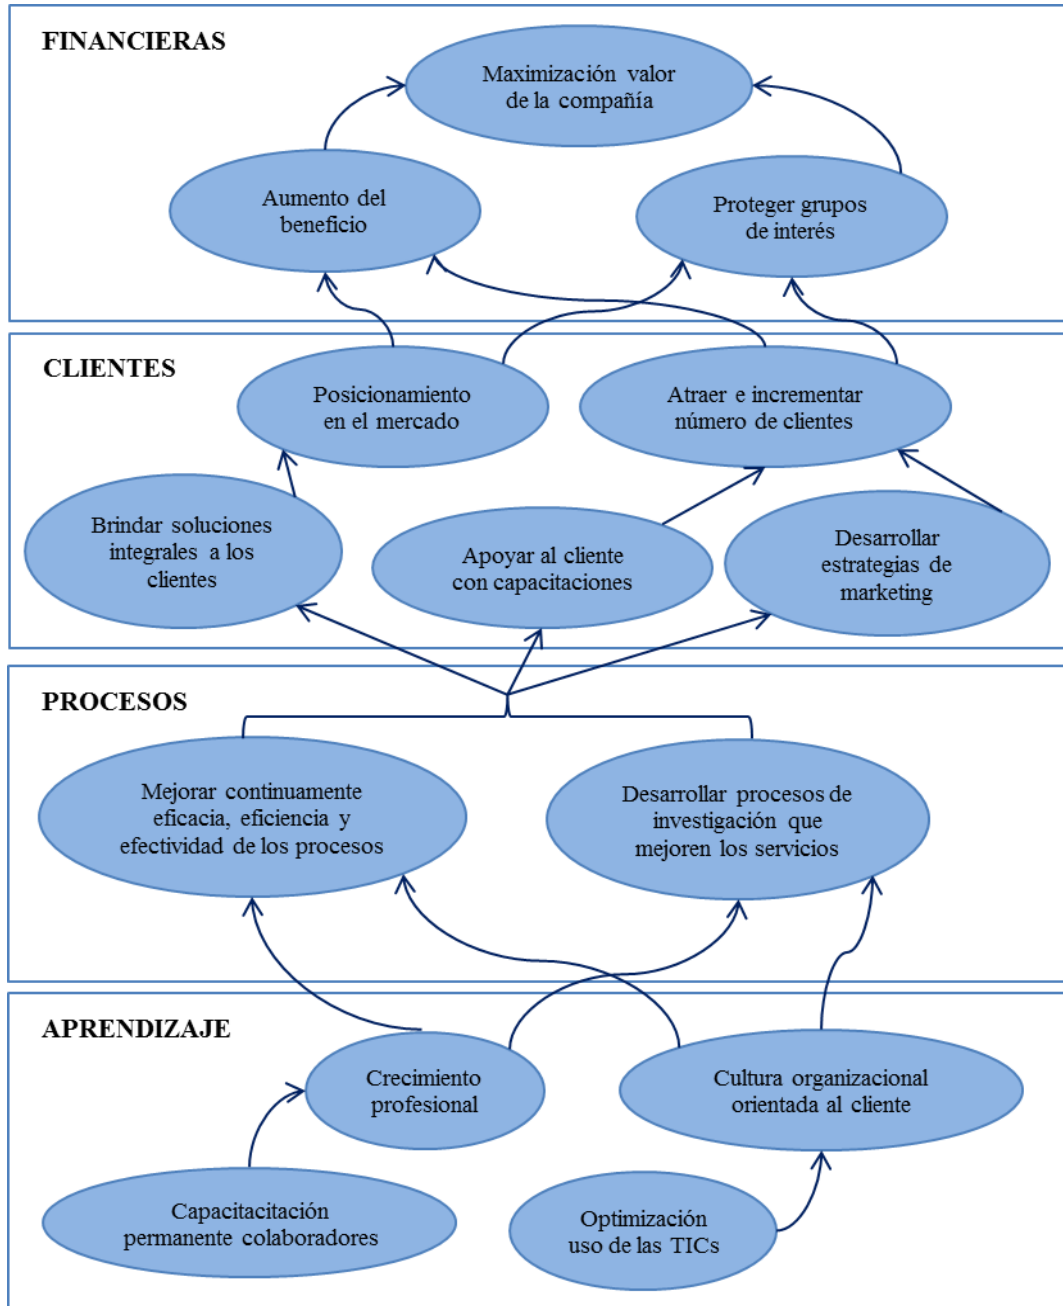 FINANCIERAS
Maximización valor
de la compañía
Aumento del
beneficio
Proteger grupos
de interés
CLIENTES
Posicionamiento
en el mercado
Atraer e incrementar
número de clientes
Brindar soluciones
integrales a los
clientes
Apoyar al cliente
con capacitaciones
Desarrollar
estrategias de
marketing
PROCESOS
Mejorar continuamente
eficacia, eficiencia y
efectividad de los procesos
Desarrollar procesos de
investigación que
mejoren los servicios
APRENDIZAJE
Crecimiento
profesional
Cultura organizacional
orientada al cliente
Capacitacitación
permanente colaboradores
Optimización
uso de las TICs